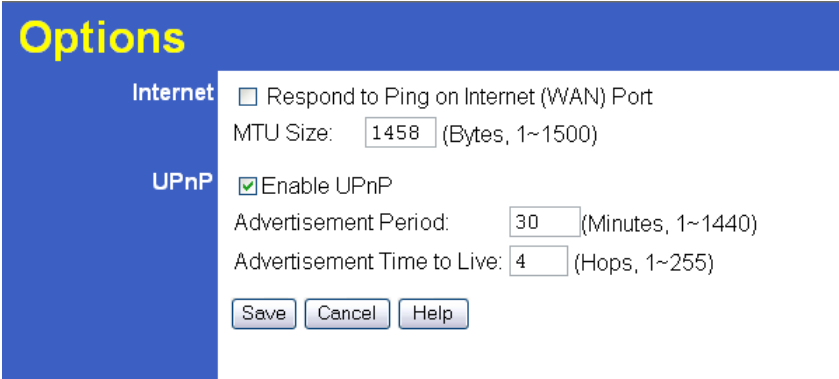 Options
Internet Respond to Ping on Internet (WAN) Port
MTU Size: 1458 (Bytes, 1~1500)
UPnP Enable UPnP
Advertisement Period: 30 (Minutes, 1~1440)
Advertisement Time to Live: 4 (Hops, 1~255)
Save Cancel Help